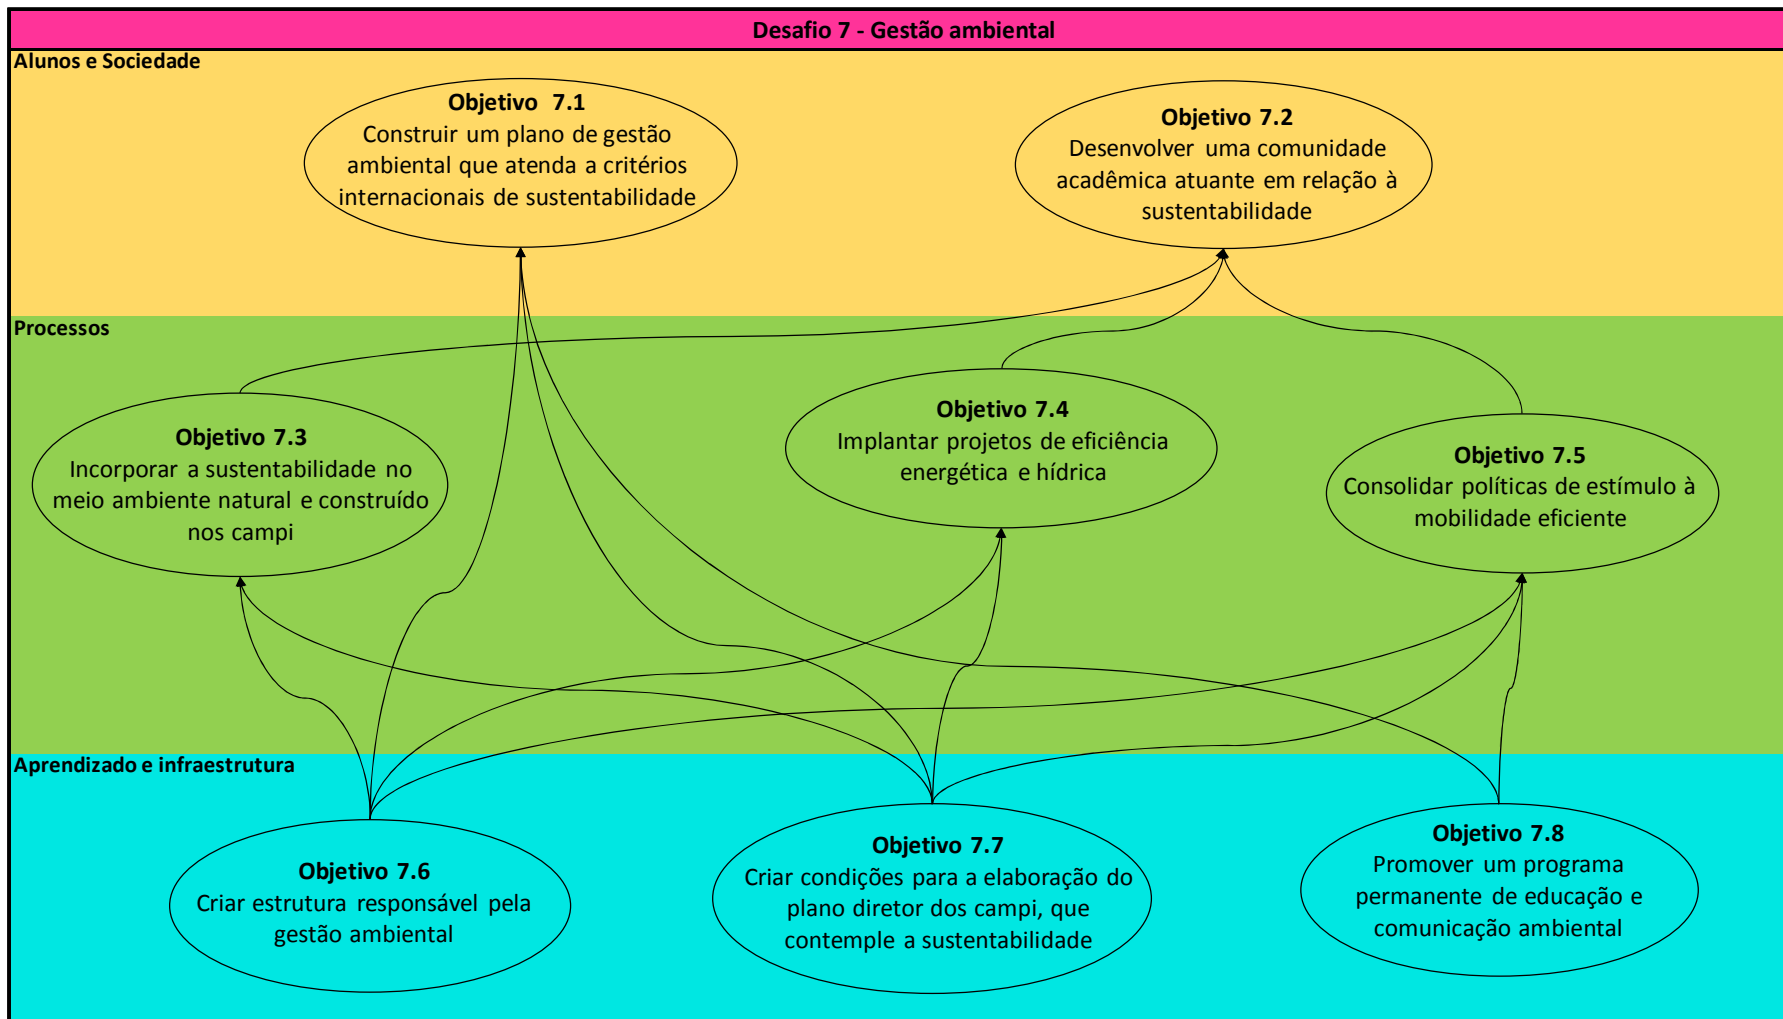 Desafio 7 - Gestão ambiental
Alunos e Sociedade
Objetivo 7.1
Construir um plano de gestão
ambiental que atenda a critérios
internacionais de sustentabilidade
Objetivo 7.2
Desenvolver uma comunidade
acadêmica atuante em relação à
sustentabilidade
Processos
Objetivo 7.3
Incorporar a sustentabilidade no
meio ambiente natural e construído
nos campi
Objetivo 7.4
Implantar projetos de eficiência
energética e hídrica
Objetivo 7.5
Consolidar políticas de estímulo à
mobilidade eficiente
Aprendizado e infraestrutura
Objetivo 7.6
Criar estrutura responsável pela
gestão ambiental
Objetivo 7.7
Criar condições para a elaboração do
plano diretor dos campi, que
contemple a sustentabilidade
Objetivo 7.8
Promover um programa
permanente de educação e
comunicação ambiental